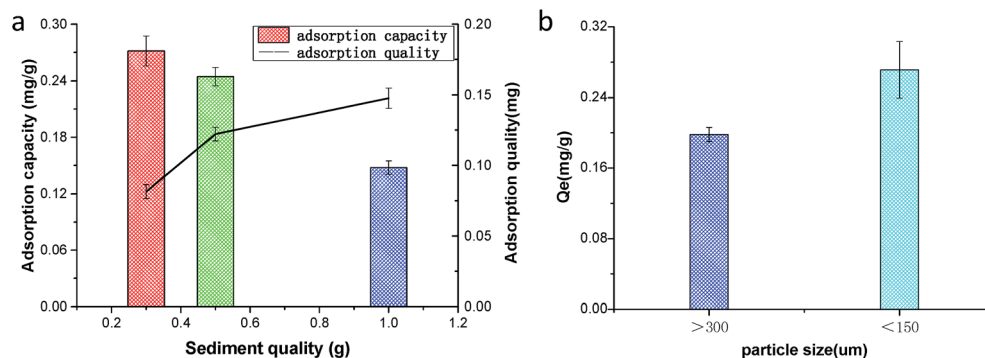 a
adsorption capacity
adsorption quality
Adsorption capacity (mg/g)
0.30
0.24
0.18
0.12
0.06
0.00
0.20
0.15
0.10
0.05
0.00
Adsorption quality(mg)
0.2 0.4 0.6 0.8 1.0 1.2
Sediment quality (g)
b
Qe(mg/g)
0.32
0.24
0.16
0.08
0.00
>300 <150
particle size(um)